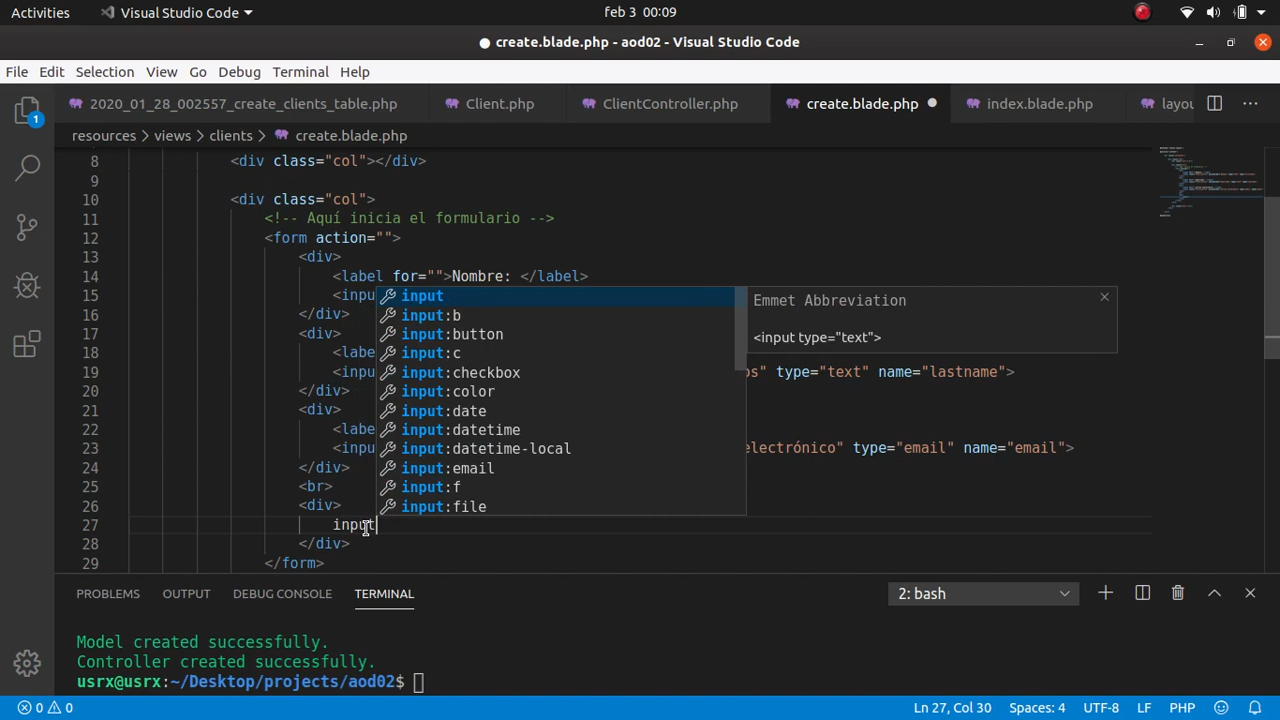 Activities Visual Studio Code feb 3 00:09
create.blade.php - aod02 - Visual Studio Code
File Edit Selection View Go Debug Terminal Help
2020_01_28_002557_create_clients_table.php Client.php ClientController.php create.blade.php index.blade.php layou
resources > views > clients > create.blade.php
1
8 <div class="col"></div>
9
10 <div class="col">
11 <!-- Aquí inicia el formulario -->
12 <form action="">
13 <div>
14 <label for="">Nombre: </label>
15 <inpu
16 </div>
17 <div>
18 <labe
19 <inpu os" type="text" name="lastname">
20 </div>
21 <div>
22 <labe
23 <inpu electrónico" type="email" name="email">
24 </div>
25 <br>
26 <div>
27 input
28 </div>
29 </form>
input
input:b
input:button
input:c
input:checkbox
input:color
input:date
input:datetime
input:datetime-local
input:email
input:f
input:file
Emmet Abbreviation
<input type="text">
PROBLEMS OUTPUT DEBUG CONSOLE TERMINAL 2: bash
Model created successfully.
Controller created successfully.
usrx@usrx:~/Desktop/projects/aod02$
0 0 Ln 27, Col 30 Spaces: 4 UTF-8 LF PHP